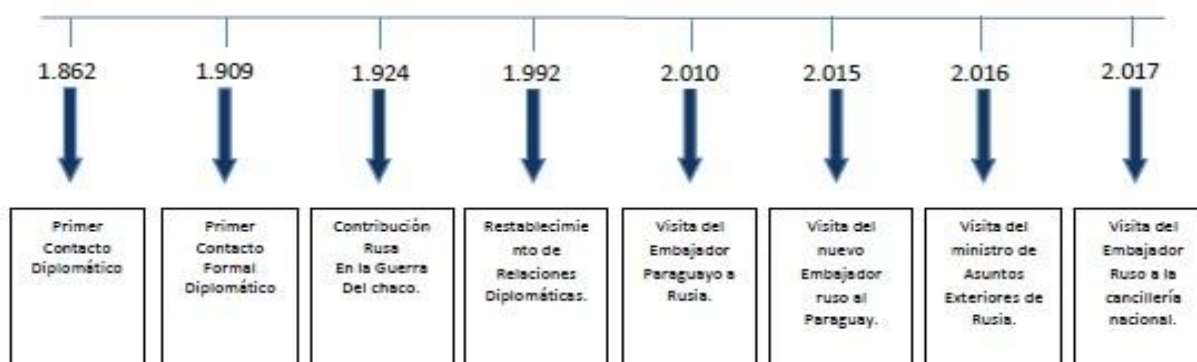 1.862
1.909
1.924
1.992
2.010
2.015
2.016
2.017
Primer
Contacto
Diplomático
Primer
Contacto
Formal
Diplomático
Contribución
Rusa
En la Guerra
Del chaco.
Restablecimie
nto de
Relaciones
Diplomáticas.
Visita del
Embajador
Paraguayo a
Rusia.
Visita del
nuevo
Embajador
ruso al
Paraguay.
Visita del
ministro de
Asuntos
Exteriores de
Rusia.
Visita del
Embajador
Ruso a la
cancillería
nacional.